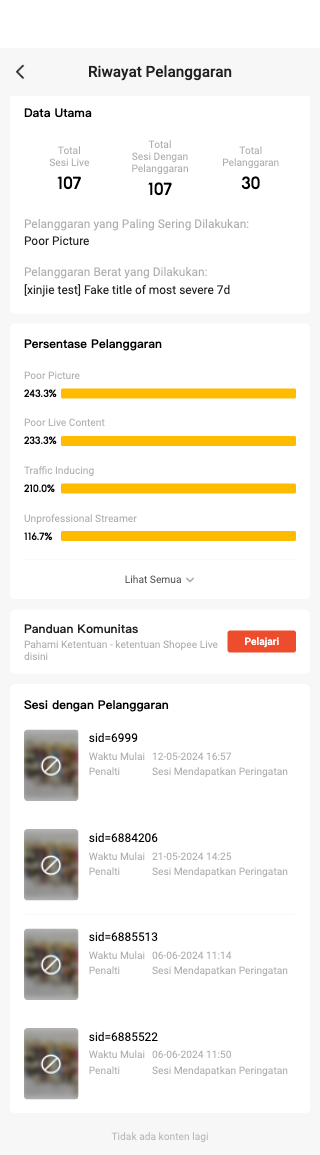 Riwayat Pelanggaran
Data Utama
Total
Sesi Live
107
Total
Sesi Dengan
Pelanggaran
107
Total
Pelanggaran
30
Pelanggaran yang Paling Sering Dilakukan:
Poor Picture
Pelanggaran Berat yang Dilakukan:
[xinjie test] Fake title of most severe 7d
Persentase Pelanggaran
Poor Picture
243.3%
Poor Live Content
233.3%
Traffic Inducing
210.0%
Unprofessional Streamer
116.7%
Lihat Semua
Panduan Komunitas
Pahami Ketentuan - ketentuan Shopee Live
disini
Pelajari
Sesi dengan Pelanggaran
sid=6999
Waktu Mulai 12-05-2024 16:57
Penalti Sesi Mendapatkan Peringatan
sid=6884206
Waktu Mulai 21-05-2024 14:25
Penalti Sesi Mendapatkan Peringatan
sid=6885513
Waktu Mulai 06-06-2024 11:14
Penalti Sesi Mendapatkan Peringatan
sid=6885522
Waktu Mulai 06-06-2024 11:50
Penalti Sesi Mendapatkan Peringatan
Tidak ada konten lagi